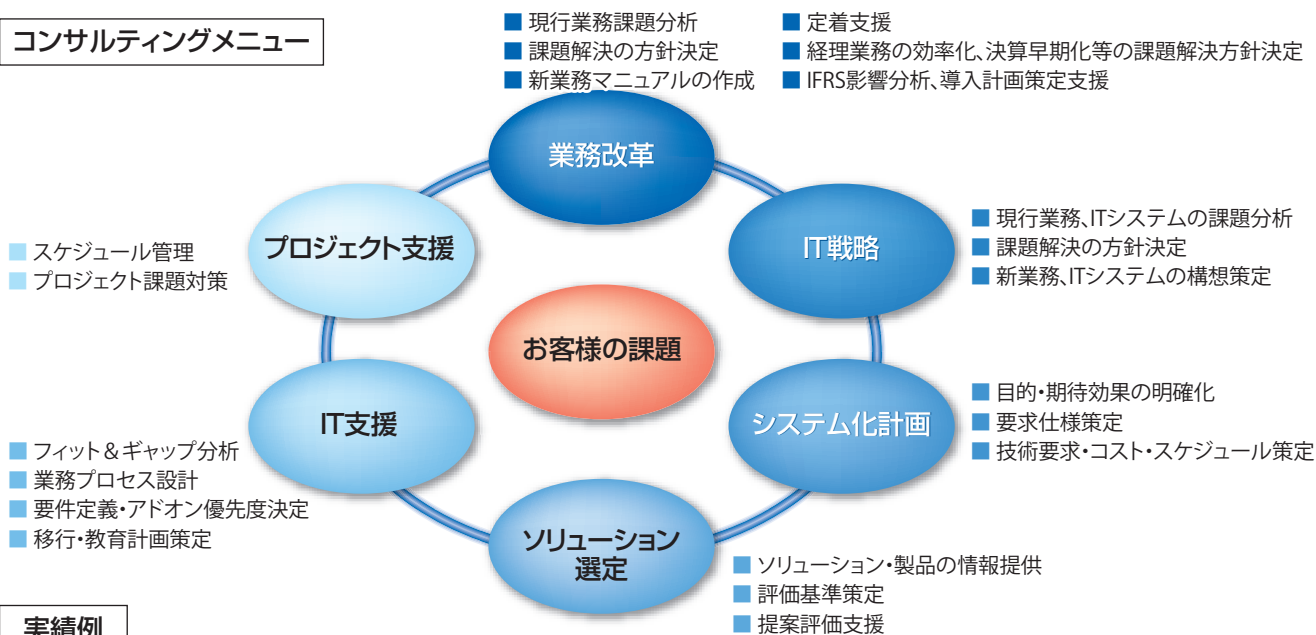 コンサルティングメニュー
■ 現行業務課題分析
■ 課題解決の方針決定
■ 新業務マニュアルの作成
■ 定着支援
■ 経理業務の効率化、決算早期化等の課題解決方針決定
■ IFRS影響分析、導入計画策定支援
業務改革
IT戦略
■ 現行業務、ITシステムの課題分析
■ 課題解決の方針決定
■ 新業務、ITシステムの構想策定
プロジェクト支援
■ スケジュール管理
■ プロジェクト課題対策
お客様の課題
システム化計画
■ 目的・期待効果の明確化
■ 要求仕様策定
■ 技術要求・コスト・スケジュール策定
IT支援
■ フィット＆ギャップ分析
■ 業務プロセス設計
■ 要件定義・アドオン優先度決定
■ 移行・教育計画策定
ソリューション
選定
■ ソリューション・製品の情報提供
■ 評価基準策定
■ 提案評価支援
実績例